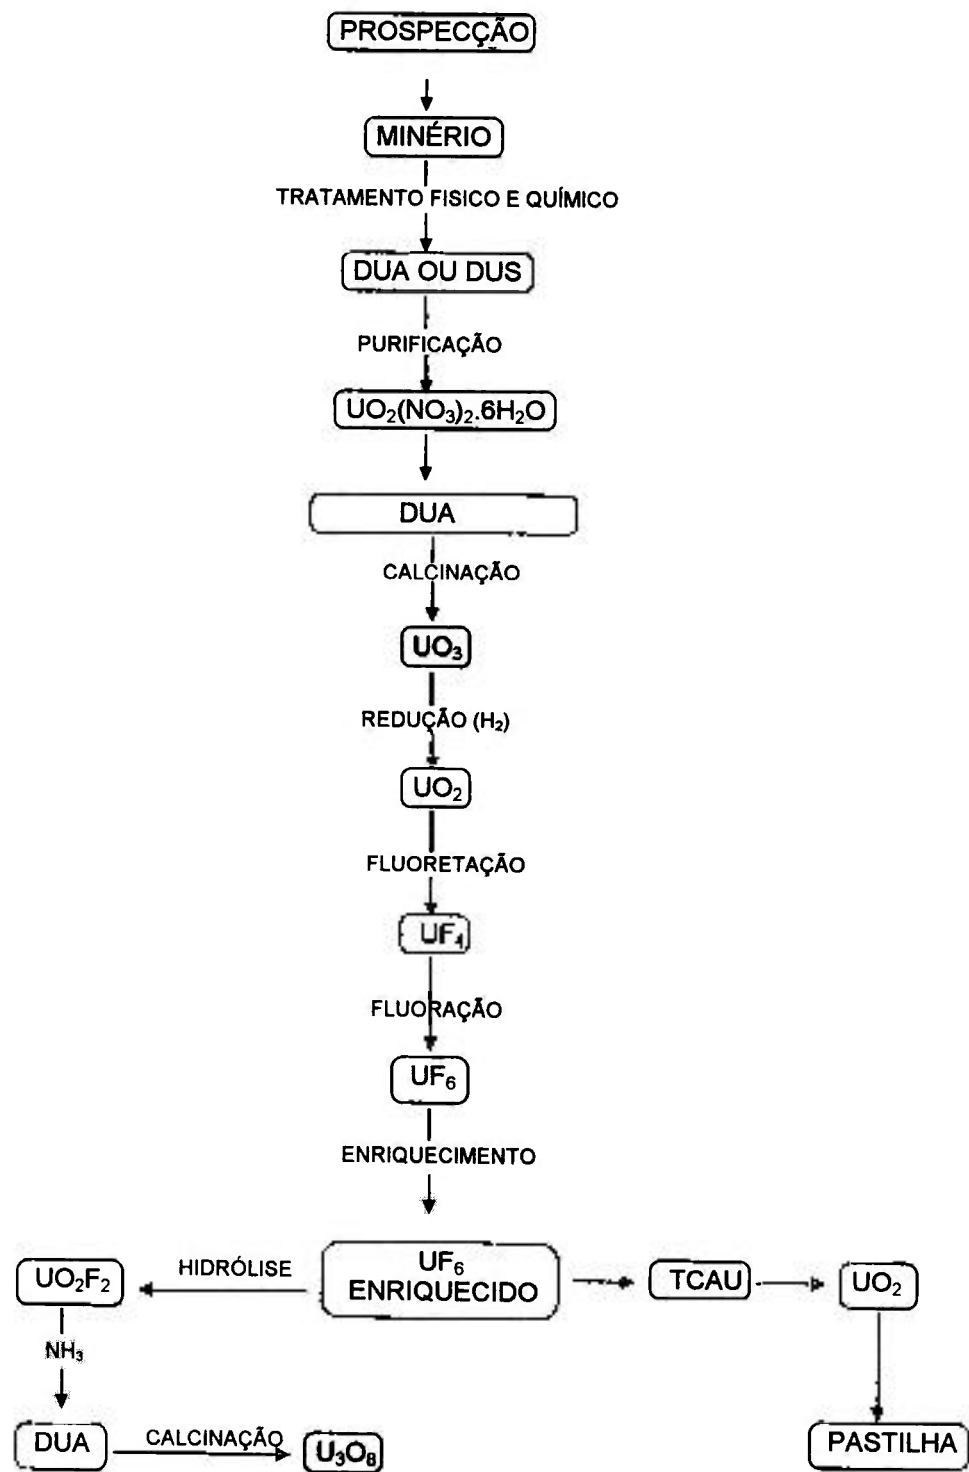 PROSPECÇÃO
MINÉRIO
TRATAMENTO FISICO E QUÍMICO
DUA OU DUS
PURIFICAÇÃO
UO₂(NO₃)₂.6H₂O
DUA
CALCINAÇÃO
UO₃
REDUÇÃO (H₂)
UO₂
FLUORETAÇÃO
UF₄
FLUORAÇÃO
UF₆
ENRIQUECIMENTO
UO₂F₂
HIDRÓLISE
UF₆
ENRIQUECIDO
TCAU
UO₂
NH₃
DUA
CALCINAÇÃO
U₃O₈
PASTILHA